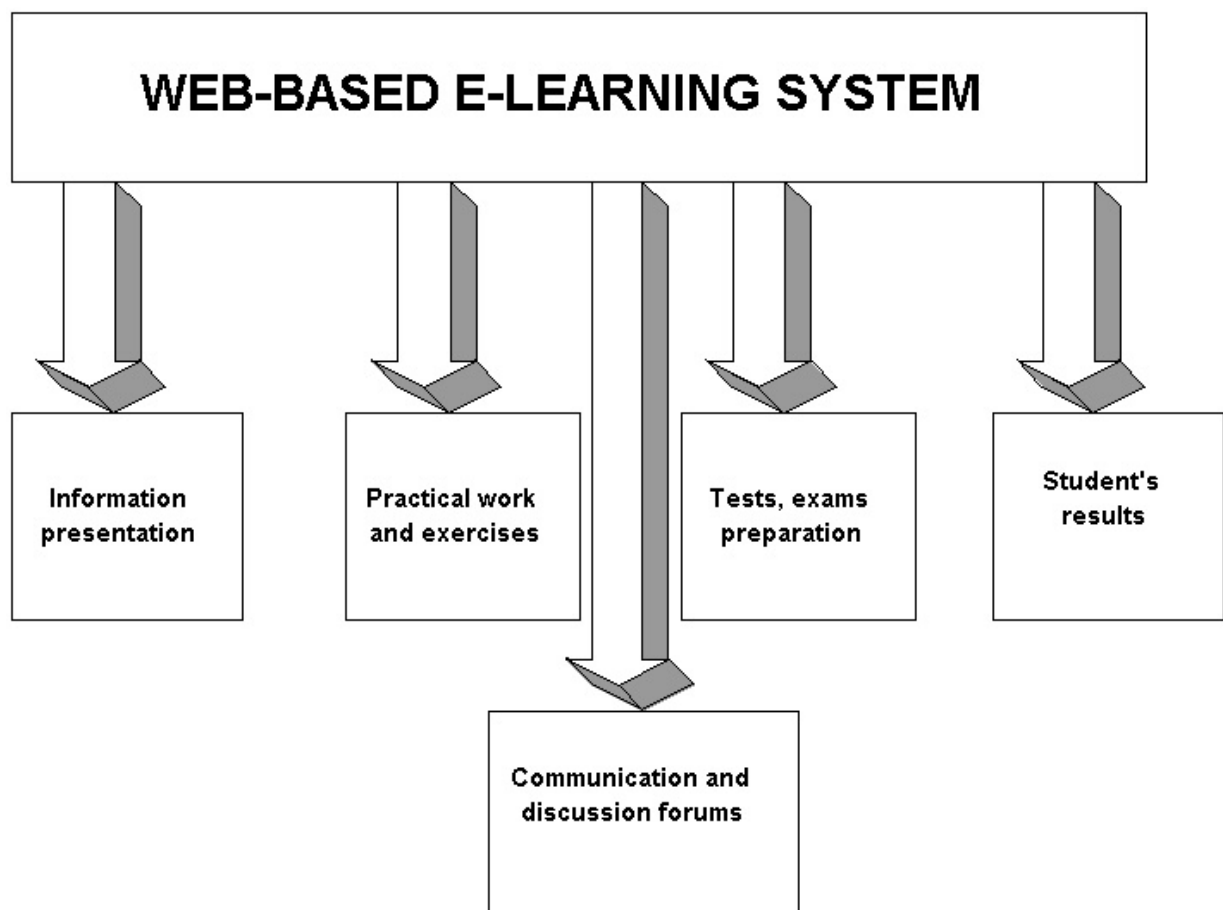 WEB-BASED E-LEARNING SYSTEM
Information
presentation
Practical work
and exercises
Tests, exams
preparation
Student's
results
Communication and
discussion forums